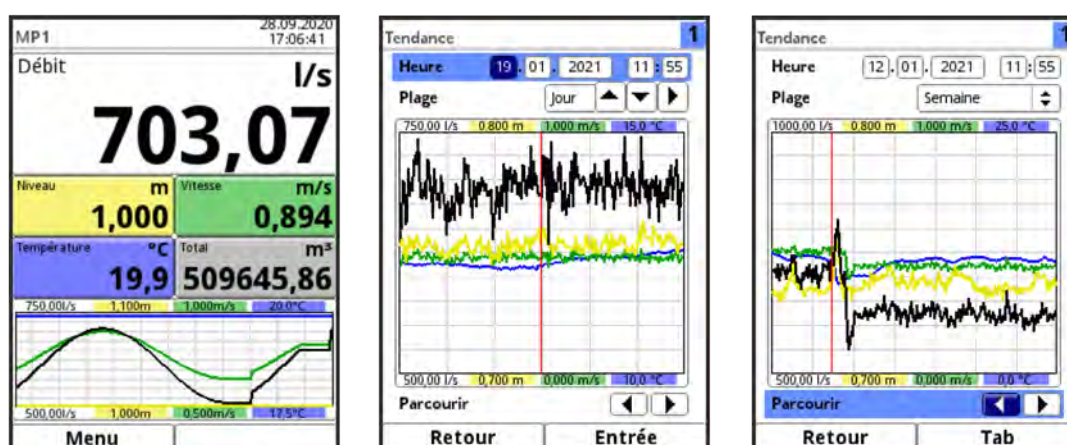 MP1
28.09.2020
17:06:41
Débit
l/s
703,07
Niveau m Vitesse m/s
1,000 0,894
Température °C Total m³
19,9 509645,86
750,00l/s 1,100m 1,000m/s 20,0°C
500,00l/s 1,000m 0,500m/s 17,5°C
Menu
Tendance 1
Heure 19.01.2021 11:55
Plage Jour
750,00 l/s 0.800 m 1,000 m/s 15,0 °C
500,00 l/s 0,700 m 0,000 m/s 10,0 °C
Parcourir
Retour Entrée
Tendance 1
Heure 12.01.2021 11:55
Plage Semaine
1000,00 l/s 0.800 m 1,000 m/s 25,0 °C
500,00 l/s 0,700 m 0,000 m/s 0,0 °C
Parcourir
Retour Tab